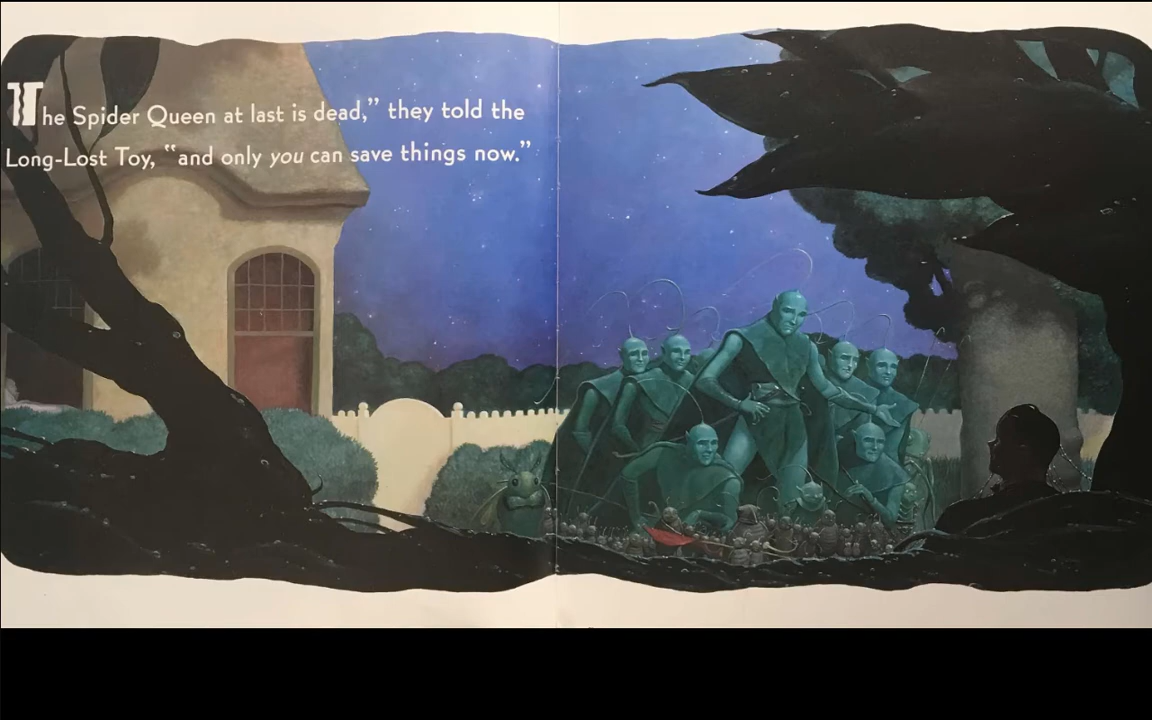 The Spider Queen at last is dead,” they told the
Long-Lost Toy, “and only you can save things now.”